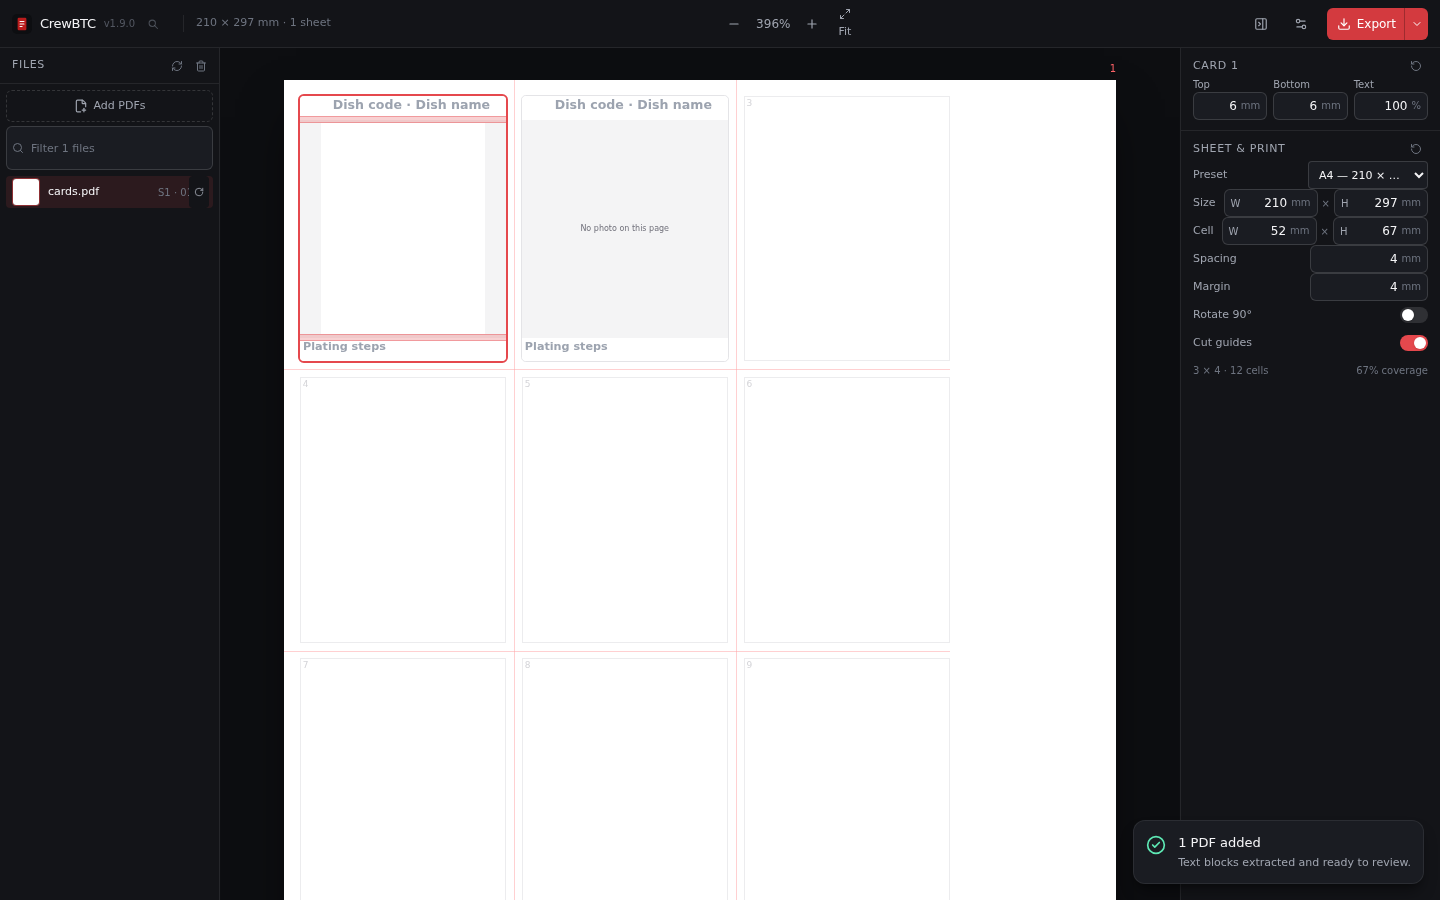 CrewBTC v1.9.0
210 × 297 mm · 1 sheet
396%
Fit
Export
FILES
Add PDFs
Filter 1 files
cards.pdf
S1 ·
1
Dish code · Dish name
Plating steps
Dish code · Dish name
No photo on this page
Plating steps
3
4
5
6
7
8
9
CARD 1
Top Bottom Text
6 mm 6 mm 100 %
SHEET & PRINT
Preset A4 — 210 × ...
Size W 210 mm × H 297 mm
Cell W 52 mm × H 67 mm
Spacing 4 mm
Margin 4 mm
Rotate 90°
Cut guides
3 × 4 · 12 cells 67% coverage
1 PDF added
Text blocks extracted and ready to review.